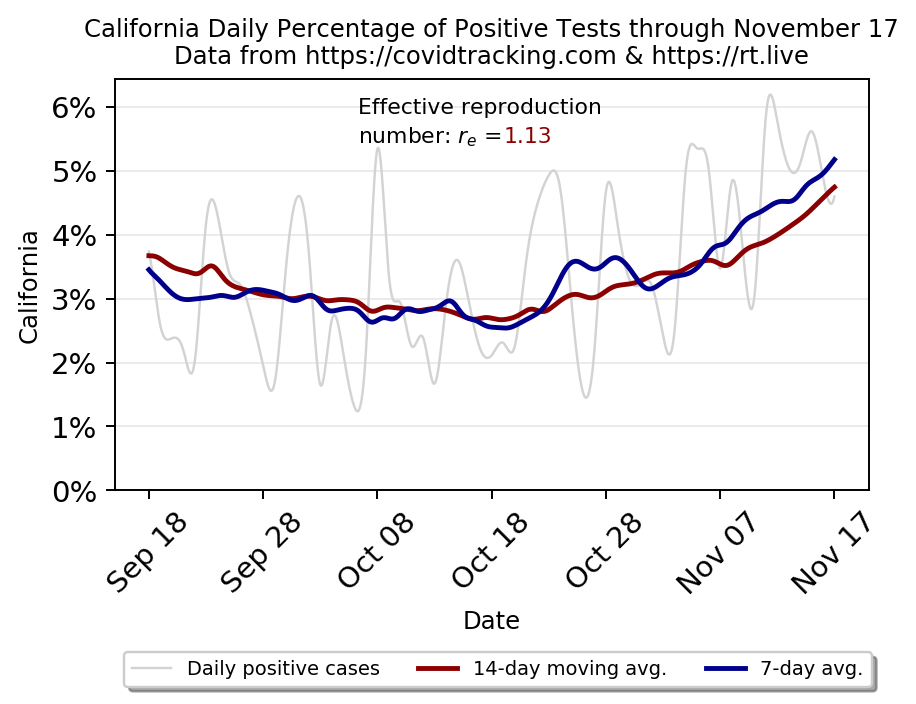 California Daily Percentage of Positive Tests through November 17
Data from https://covidtracking.com & https://rt.live
Effective reproduction
number: rₑ =1.13
6%
5%
4%
3%
2%
1%
0%
California
Sep 18
Sep 28
Oct 08
Oct 18
Oct 28
Nov 07
Nov 17
Date
Daily positive cases
14-day moving avg.
7-day avg.